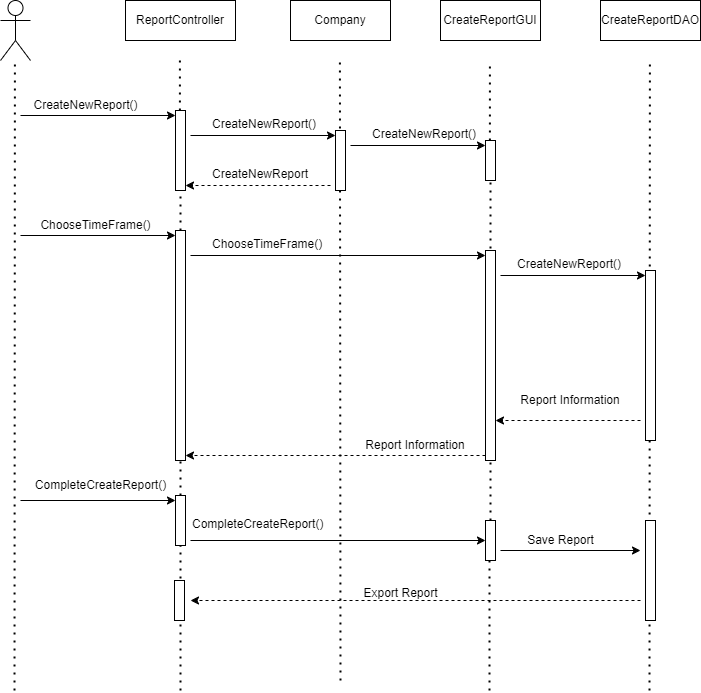 ReportController
Company
CreateReportGUI
CreateReportDAO
CreateNewReport()
CreateNewReport()
CreateNewReport()
CreateNewReport
ChooseTimeFrame()
ChooseTimeFrame()
CreateNewReport()
Report Information
Report Information
CompleteCreateReport()
CompleteCreateReport()
Save Report
Export Report